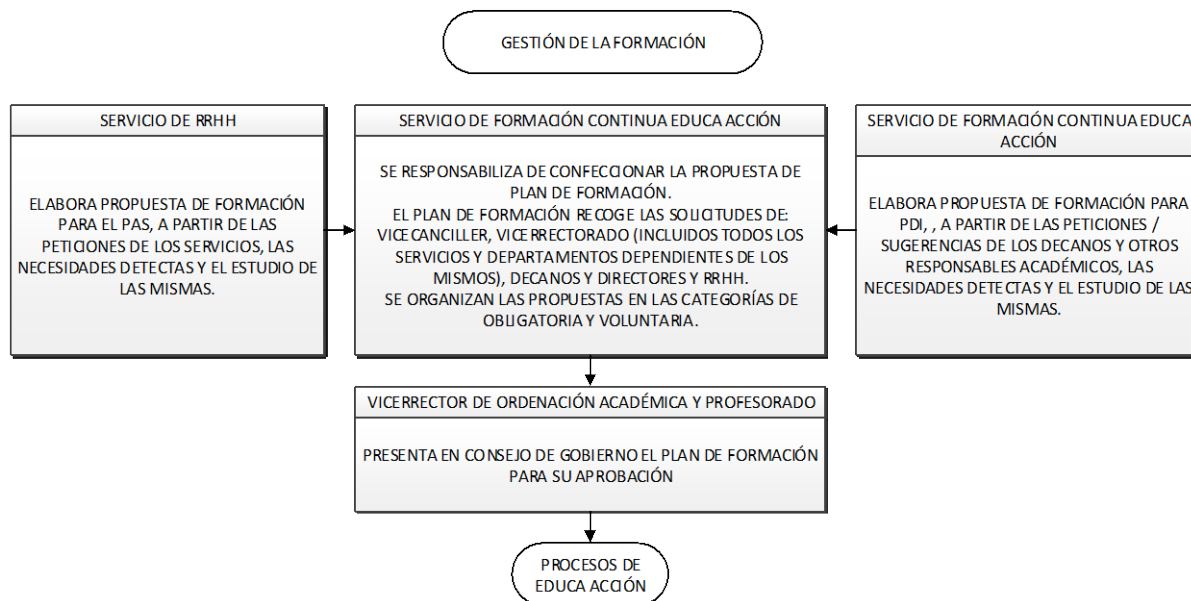 GESTIÓN DE LA FORMACIÓN
SERVICIO DE RRHH
ELABORA PROPUESTA DE FORMACIÓN
PARA EL PAS, A PARTIR DE LAS
PETICIONES DE LOS SERVICIOS, LAS
NECESIDADES DETECTAS Y EL ESTUDIO DE
LAS MISMAS.
SERVICIO DE FORMACIÓN CONTINUA EDUCA ACCIÓN
SE RESPONSABILIZA DE CONFECCIONAR LA PROPUESTA DE
PLAN DE FORMACIÓN.
EL PLAN DE FORMACIÓN RECOGE LAS SOLICITUDES DE:
VICECANCILLER, VICERRECTORADO (INCLUIDOS TODOS LOS
SERVICIOS Y DEPARTAMENTOS DEPENDIENTES DE LOS
MISMOS), DECANOS Y DIRECTORES Y RRHH.
SE ORGANIZAN LAS PROPUESTAS EN LAS CATEGORÍAS DE
OBLIGATORIA Y VOLUNTARIA.
SERVICIO DE FORMACIÓN CONTINUA EDUCA
ACCIÓN
ELABORA PROPUESTA DE FORMACIÓN PARA
PDI, , A PARTIR DE LAS PETICIONES /
SUGERENCIAS DE LOS DECANOS Y OTROS
RESPONSABLES ACADÉMICOS, LAS
NECESIDADES DETECTAS Y EL ESTUDIO DE LAS
MISMAS.
VICERRECTOR DE ORDENACIÓN ACADÉMICA Y PROFESORADO
PRESENTA EN CONSEJO DE GOBIERNO EL PLAN DE FORMACIÓN
PARA SU APROBACIÓN
PROCESOS DE
EDUCA ACCIÓN